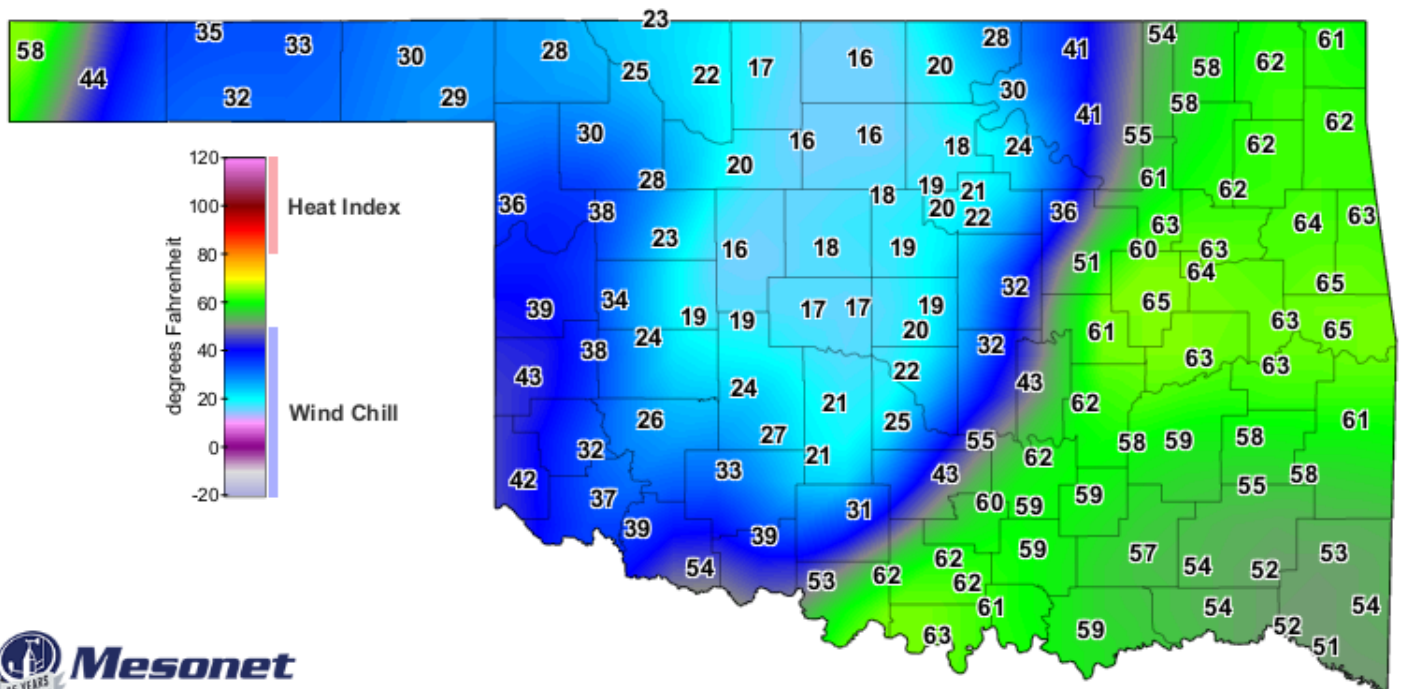 23
35 33 30 28 28 41 54 61
58 44 32 29 25 22 17 16 20 30 41 58 62
58
30 16 16 18 24 55 62 62
20
28 18 19 21 61 62
36 38 20 22 36 63 64 63
23 16 18 19 51 60 63
64
39 34 32 65 65
19 19 17 17 19 63
24 20 61 65
38 32 63 63
43 24 22 43
26 21 25 62 61
27 55 58 59 58
32 21 62
42 33 43 58
37 31 60 59 59 55
39 39 59 57 53
54 53 62 62 54 52
62
61 54 54
63 59 52
51
120
100
80
60
40
20
0
-20
degrees Fahrenheit
Heat Index
Wind Chill
Mesonet
YEARS